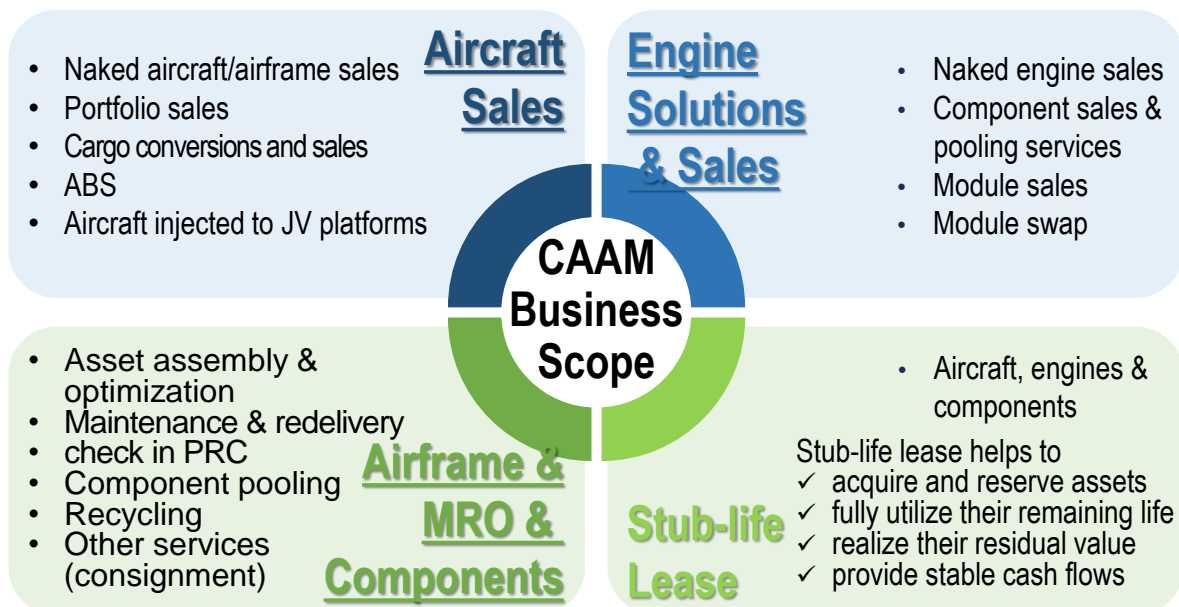 Aircraft
Sales
• Naked aircraft/airframe sales
• Portfolio sales
• Cargo conversions and sales
• ABS
• Aircraft injected to JV platforms
Engine
Solutions
& Sales
• Naked engine sales
• Component sales &
pooling services
• Module sales
• Module swap
CAAM
Business
Scope
• Asset assembly &
optimization
• Maintenance & redelivery
• check in PRC
• Component pooling
• Recycling
• Other services
(consignment)
Airframe &
MRO &
Components
• Aircraft, engines &
components
Stub-life lease helps to
✓ acquire and reserve assets
✓ fully utilize their remaining life
✓ realize their residual value
✓ provide stable cash flows
Stub-life
Lease